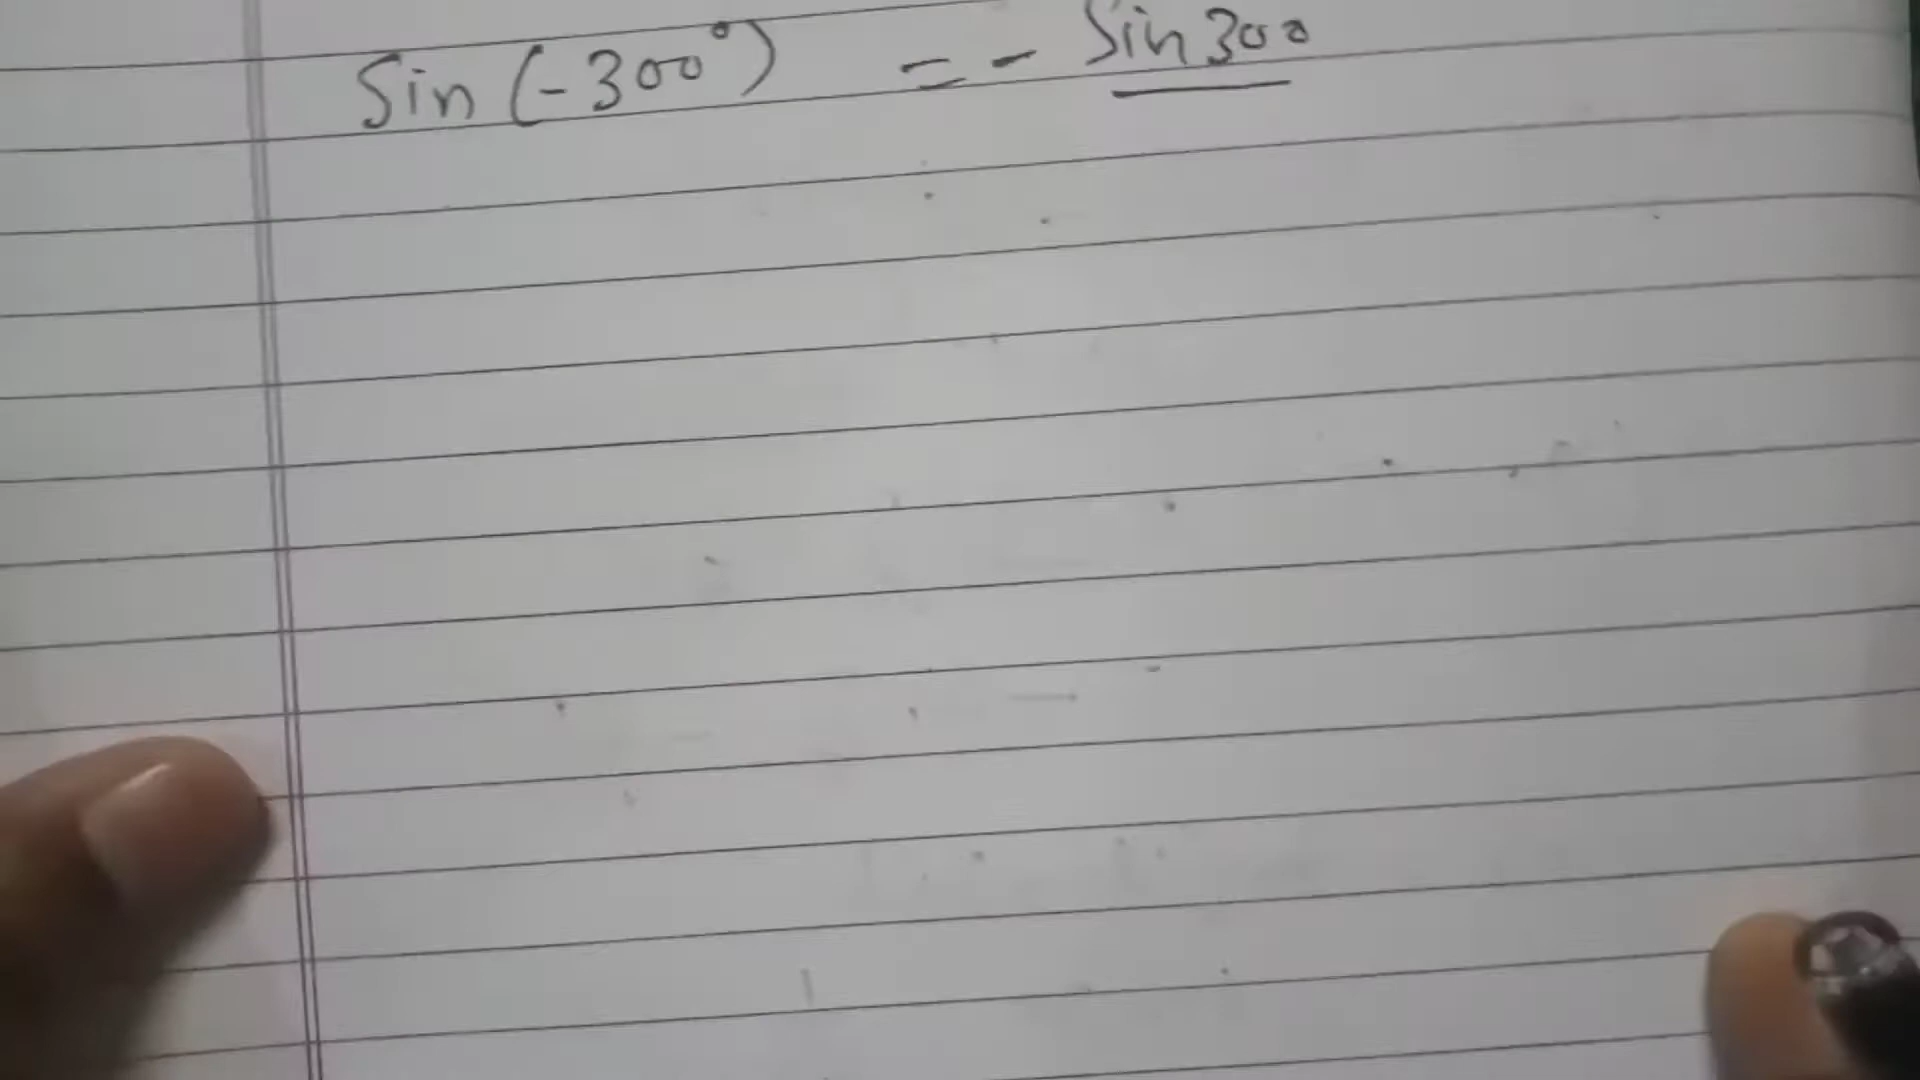 Sin (-300°) = - Sin 300